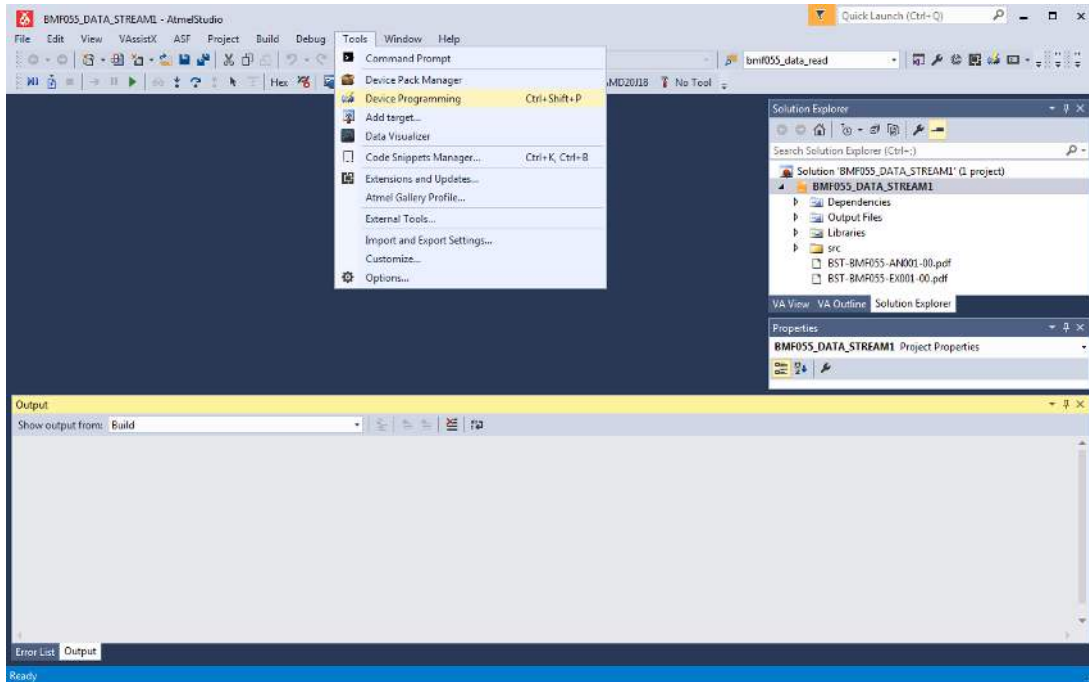 BMF055_DATA_STREAM1 - AtmelStudio
Quick Launch (Ctrl+Q)
File Edit View VAssistX ASF Project Build Debug Tools Window Help
bmf055_data_read
Hex
No Tool
Command Prompt
Device Pack Manager
Device Programming Ctrl+Shift+P
Add target...
Data Visualizer
Code Snippets Manager... Ctrl+K, Ctrl+B
Extensions and Updates...
Atmel Gallery Profile...
External Tools...
Import and Export Settings...
Customize...
Options...
Solution Explorer
Search Solution Explorer (Ctrl+;)
Solution 'BMF055_DATA_STREAM1' (1 project)
BMF055_DATA_STREAM1
Dependencies
Output Files
Libraries
src
BST-BMF055-AN001-00.pdf
BST-BMF055-EX001-00.pdf
VA View VA Outline Solution Explorer
Properties
BMF055_DATA_STREAM1 Project Properties
Output
Show output from: Build
Error List Output
Ready